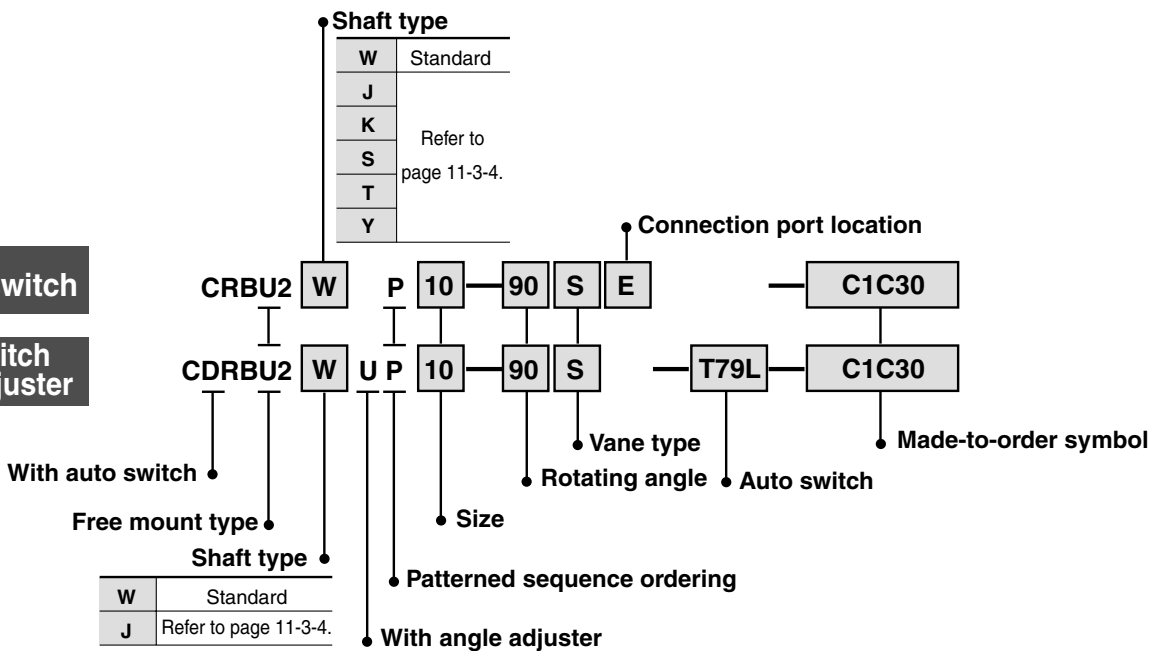 Shaft type
W Standard
J
K
S
T
Y
Refer to
page 11-3-4.
Connection port location
witch
CRBU2 W P 10 — 90 S E — C1C30
itch
juster
CDRBU2 W U P 10 — 90 S — T79L — C1C30
Vane type
Made-to-order symbol
With auto switch
Rotating angle
Auto switch
Free mount type
Size
Shaft type
Patterned sequence ordering
W Standard
J Refer to page 11-3-4.
With angle adjuster